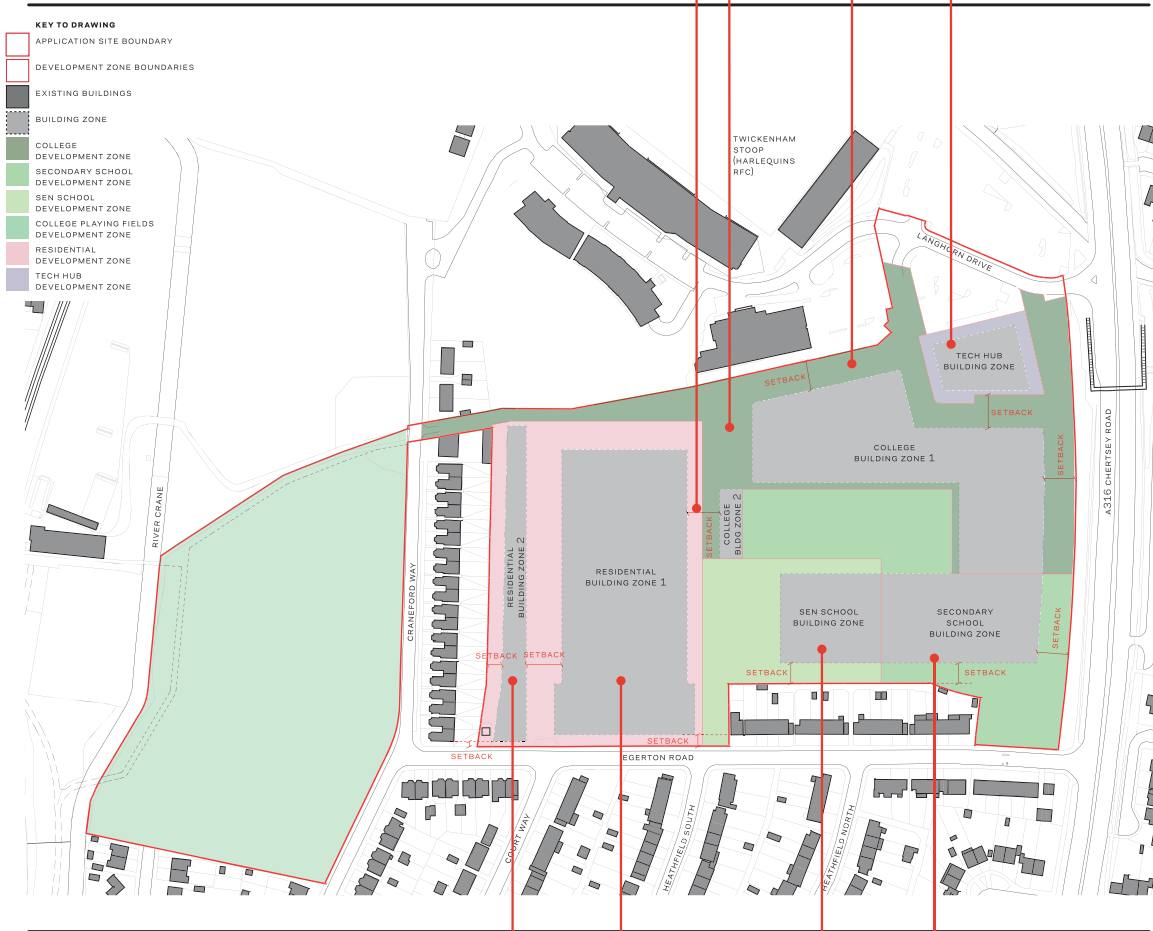 KEY TO DRAWING
APPLICATION SITE BOUNDARY
DEVELOPMENT ZONE BOUNDARIES
EXISTING BUILDINGS
BUILDING ZONE
COLLEGE
DEVELOPMENT ZONE
SECONDARY SCHOOL
DEVELOPMENT ZONE
SEN SCHOOL
DEVELOPMENT ZONE
COLLEGE PLAYING FIELDS
DEVELOPMENT ZONE
RESIDENTIAL
DEVELOPMENT ZONE
TECH HUB
DEVELOPMENT ZONE
TWICKENHAM
STOOP
(HARLEQUINS
RFC)
LANGHORN DRIVE
TECH HUB
BUILDING ZONE
SETBACK
SETBACK
COLLEGE
BUILDING ZONE 1
SETBACK
A316 CHERTSEY ROAD
RIVER CRANE
CRANEFORD WAY
RESIDENTIAL
BUILDING ZONE 2
RESIDENTIAL
BUILDING ZONE 1
SETBACK
COLLEGE
BLDG ZONE 2
SEN SCHOOL
BUILDING ZONE
SECONDARY
SCHOOL
BUILDING ZONE
SETBACK
SETBACK
SETBACK
SETBACK
SETBACK
SETBACK
SETBACK
EGERTON ROAD
COURT WAY
HEATHFIELD SOUTH
HEATHFIELD NORTH